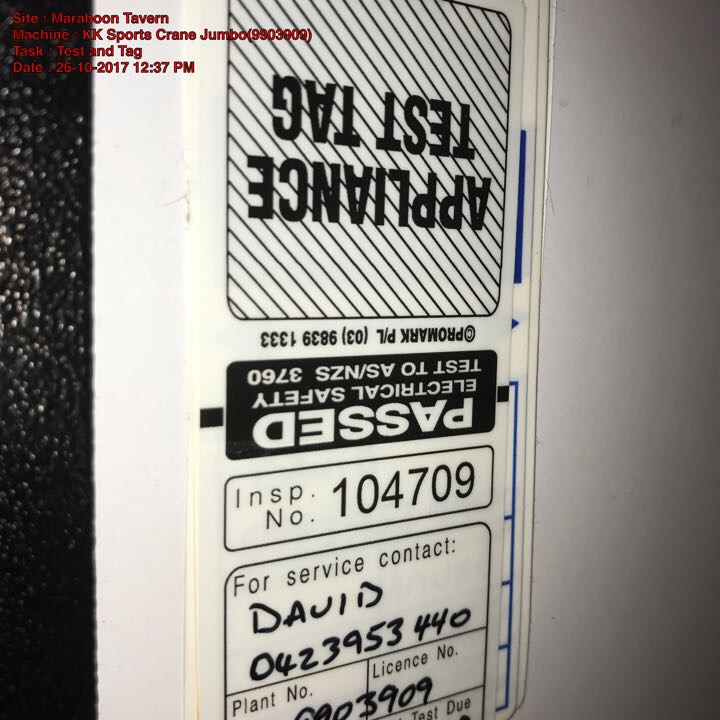 Site : Maraboon Tavern
Machine : KK Sports Crane Jumbo(9903909)
Task : Test and Tag
Date : 26-10-2017 12:37 PM
APPLIANCE
TEST TAG
©PROMARK P/L (03) 9839 1333
PASSED
ELECTRICAL SAFETY
TEST TO AS/NZS 3760
Insp. No. 104709
For service contact:
DAVID
0423953440
Plant No.
Licence No.
9903909
Test Due